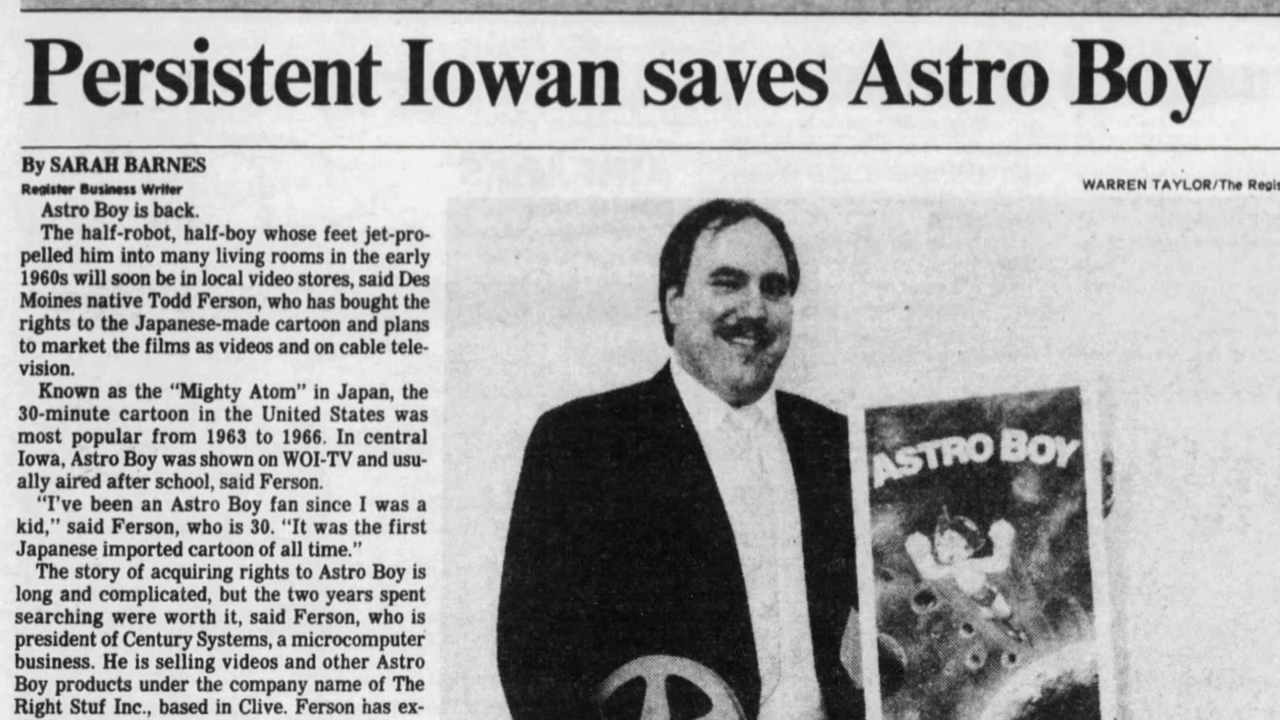 Persistent Iowan saves Astro Boy
By SARAH BARNES
Register Business Writer
Astro Boy is back.
The half-robot, half-boy whose feet jet-pro-
pelled him into many living rooms in the early
1960s will soon be in local video stores, said Des
Moines native Todd Ferson, who has bought the
rights to the Japanese-made cartoon and plans
to market the films as videos and on cable tele-
vision.
Known as the "Mighty Atom" in Japan, the
30-minute cartoon in the United States was
most popular from 1963 to 1966. In central
Iowa, Astro Boy was shown on WOI-TV and usu-
ally aired after school, said Ferson.
"I've been an Astro Boy fan since I was a
kid," said Ferson, who is 30. "It was the first
Japanese imported cartoon of all time."
The story of acquiring rights to Astro Boy is
long and complicated, but the two years spent
searching were worth it, said Ferson, who is
president of Century Systems, a microcomputer
business. He is selling videos and other Astro
Boy products under the company name of The
Right Stuf Inc., based in Clive. Ferson has ex-
WARREN TAYLOR/The Regis
ASTRO BOY